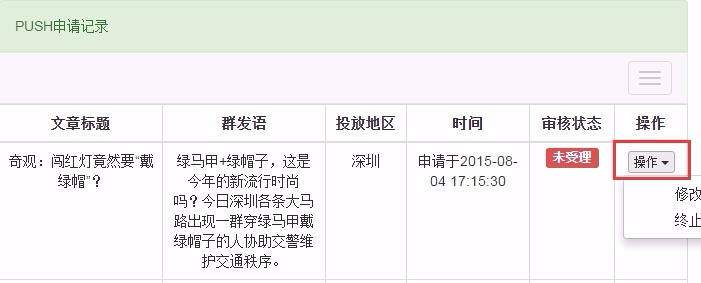 PUSH申请记录
文章标题 群发语 投放地区 时间 审核状态 操作
奇观：闯红灯竟然要“戴
绿帽”？
绿马甲+绿帽子，这是
今年的新流行时尚
吗？今日深圳各条大马
路出现一群穿绿马甲戴
绿帽子的人协助交警维
护交通秩序。
深圳
申请于2015-08-
04 17:15:30
未受理
操作
修改
终止